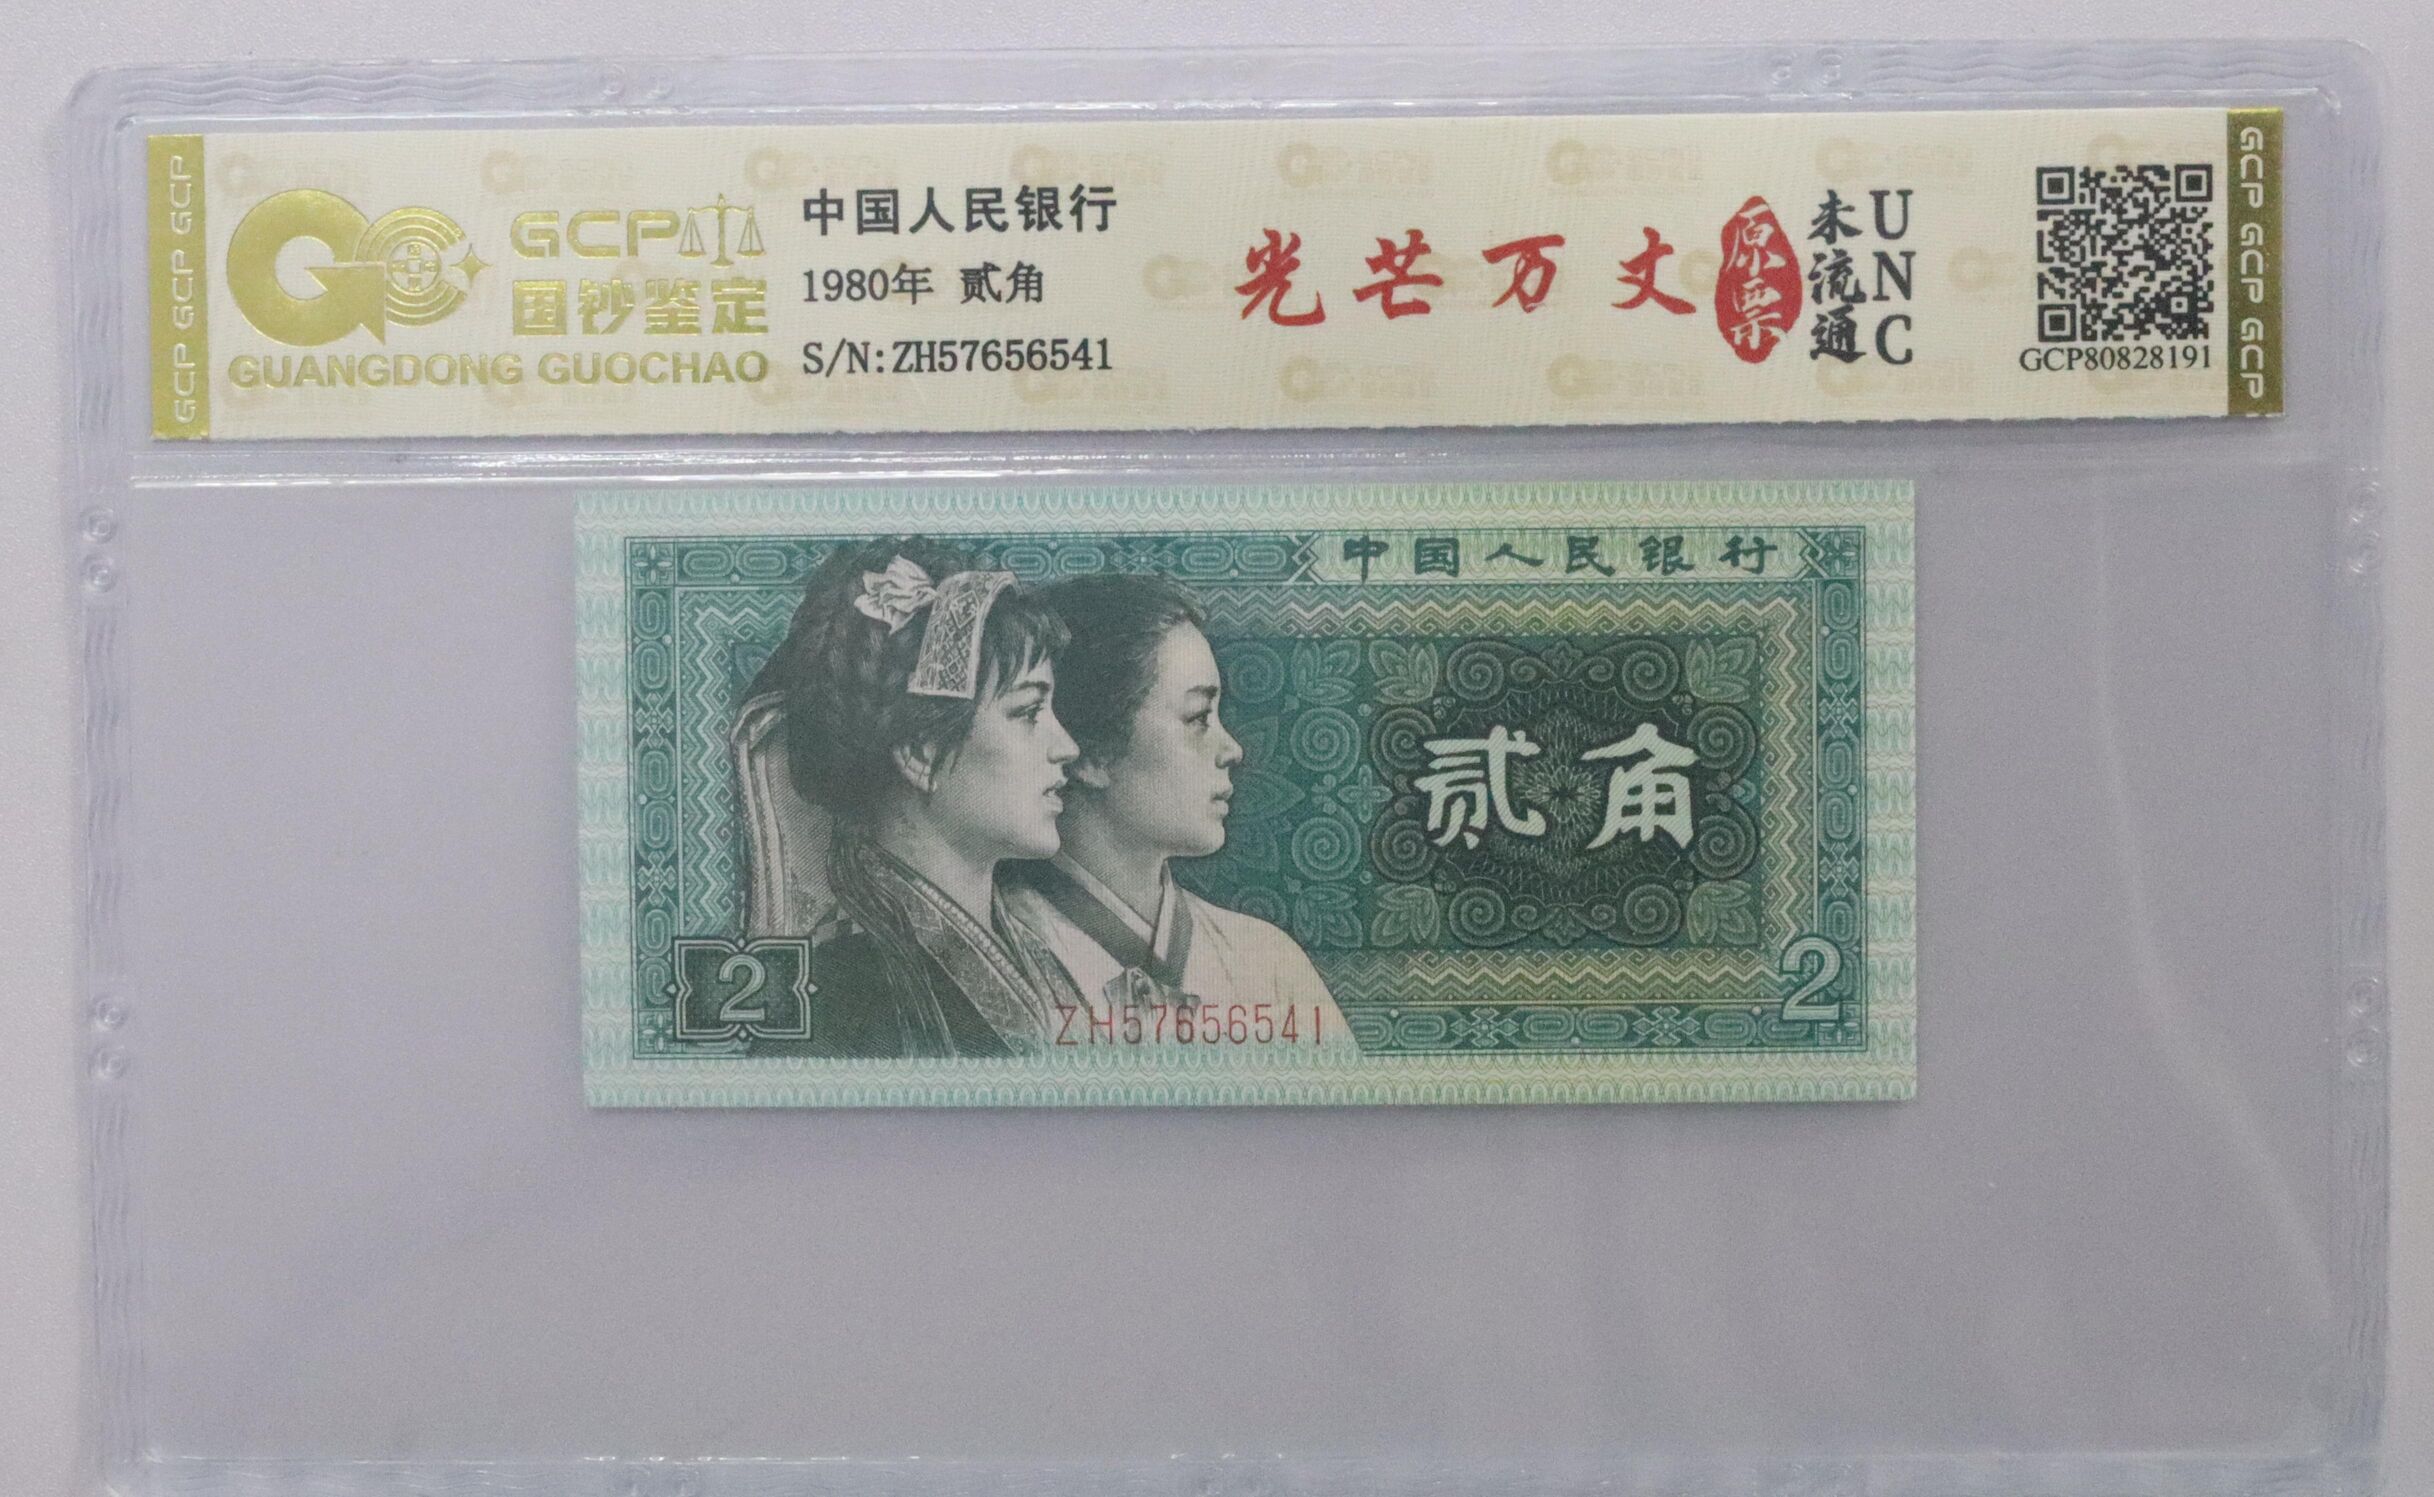 GCP GCP GCP
GCP
国钞鉴定
GUANGDONG GUOCHAO
中国人民银行
1980年 贰角
S/N:ZH57656541
光芒万丈
原票
未流通
UNC
GCP80828191
GCP GCP GCP
中国人民银行
贰角
2
2
ZH57656541